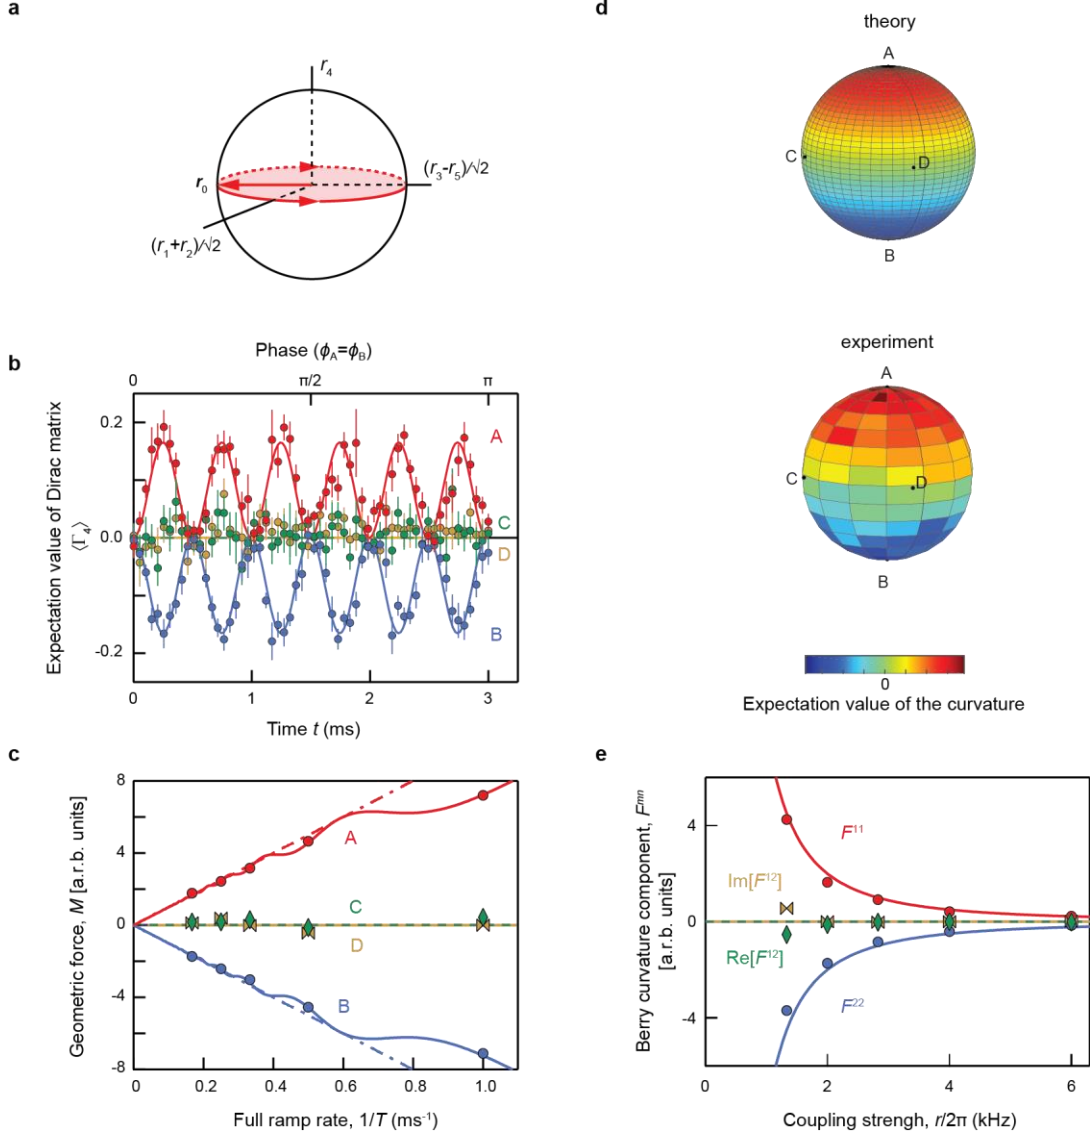 a
r₄
r₀
(r₃-r₅)/√2
(r₁+r₂)/√2
b
Phase (ϕA=ϕB)
0
π/2
π
Expectation value of Dirac matrix
⟨Γ₄⟩
0.2
0.0
-0.2
A
C
D
B
0
1
2
3
Time t (ms)
c
Geometric force, M [a.r.b. units]
8
4
0
-4
-8
A
C
D
B
0
0.2
0.4
0.6
0.8
1.0
Full ramp rate, 1/T (ms⁻¹)
d
theory
A
C
D
B
experiment
A
C
D
B
0
Expectation value of the curvature
e
Berry curvature component, Fᵐⁿ
[a.r.b. units]
4
0
-4
F¹¹
Im[F¹²]
Re[F¹²]
F²²
0
2
4
6
Coupling strengh, r/2π (kHz)